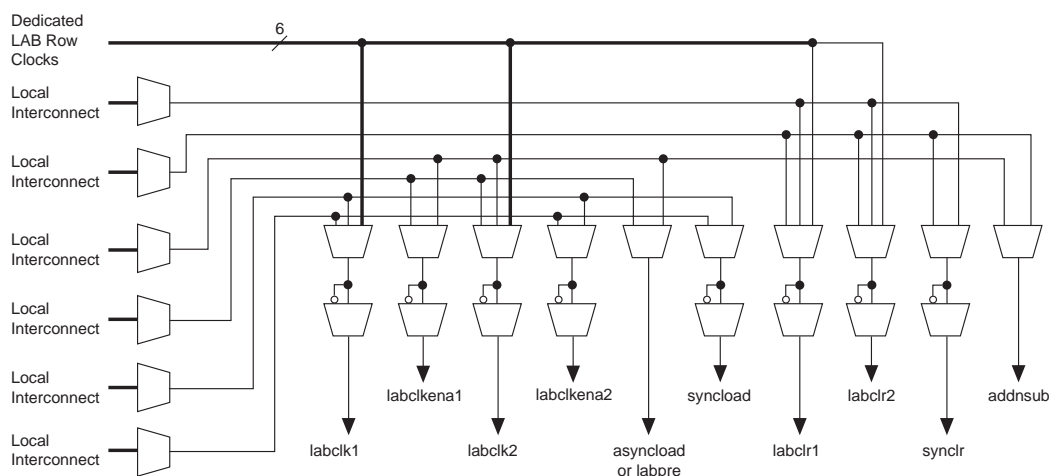 Dedicated
LAB Row
Clocks
6
Local
Interconnect
Local
Interconnect
Local
Interconnect
Local
Interconnect
Local
Interconnect
Local
Interconnect
labclkena1
labclkena2
syncload
labclr2
addnsub
labclk1
labclk2
asyncload
or labpre
labclr1
synclr